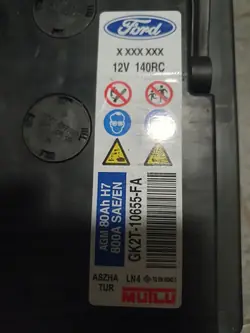 Ford
X XXX XXX
12V 140RC
AGM 80Ah H7
800A SAE/EN
GK2T-10655-FA
ASZHA
TUR
LN4
MUTLU